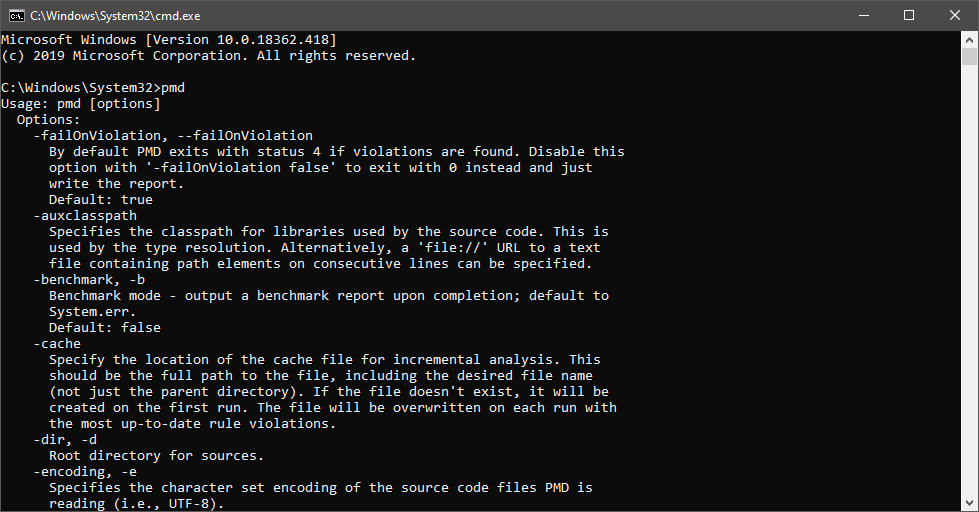 C:\Windows\System32\cmd.exe
Microsoft Windows [Version 10.0.18362.418]
(c) 2019 Microsoft Corporation. All rights reserved.
C:\Windows\System32>pmd
Usage: pmd [options]
  Options:
    -failOnViolation, --failOnViolation
      By default PMD exits with status 4 if violations are found. Disable this
      option with '-failOnViolation false' to exit with 0 instead and just
      write the report.
      Default: true
    -auxclasspath
      Specifies the classpath for libraries used by the source code. This is
      used by the type resolution. Alternatively, a 'file://' URL to a text
      file containing path elements on consecutive lines can be specified.
    -benchmark, -b
      Benchmark mode - output a benchmark report upon completion; default to
      System.err.
      Default: false
    -cache
      Specify the location of the cache file for incremental analysis. This
      should be the full path to the file, including the desired file name
      (not just the parent directory). If the file doesn't exist, it will be
      created on the first run. The file will be overwritten on each run with
      the most up-to-date rule violations.
    -dir, -d
      Root directory for sources.
    -encoding, -e
      Specifies the character set encoding of the source code files PMD is
      reading (i.e., UTF-8).